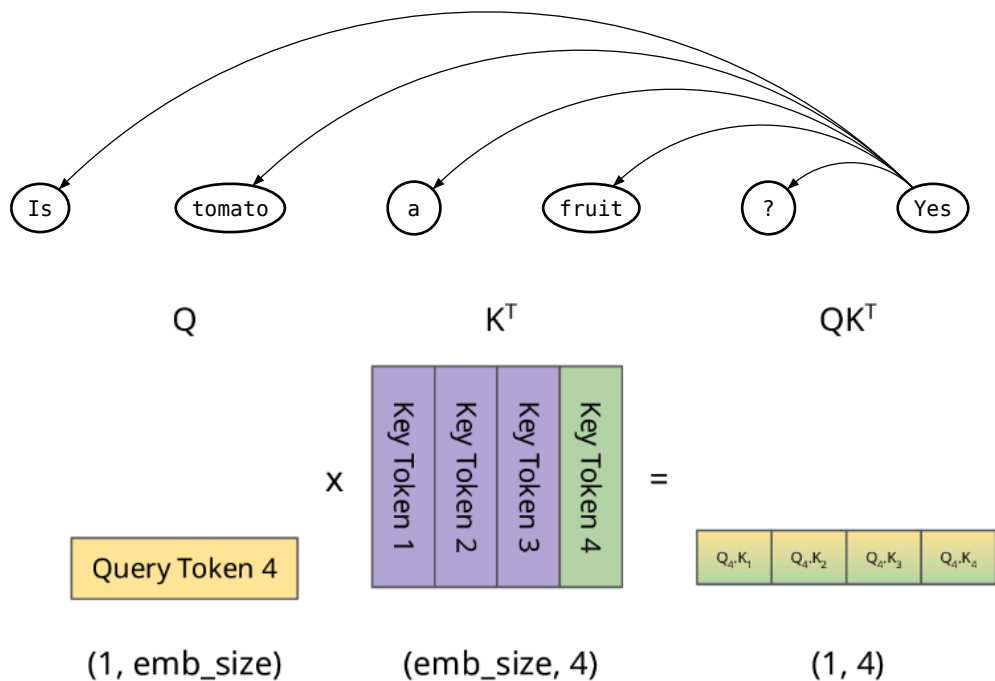 Is tomato a fruit ? Yes
Q K^T QK^T
Key Token 1
Key Token 2
Key Token 3
Key Token 4
x =
Query Token 4
Q₄.K₁ Q₄.K₂ Q₄.K₃ Q₄.K₄
(1, emb_size) (emb_size, 4) (1, 4)